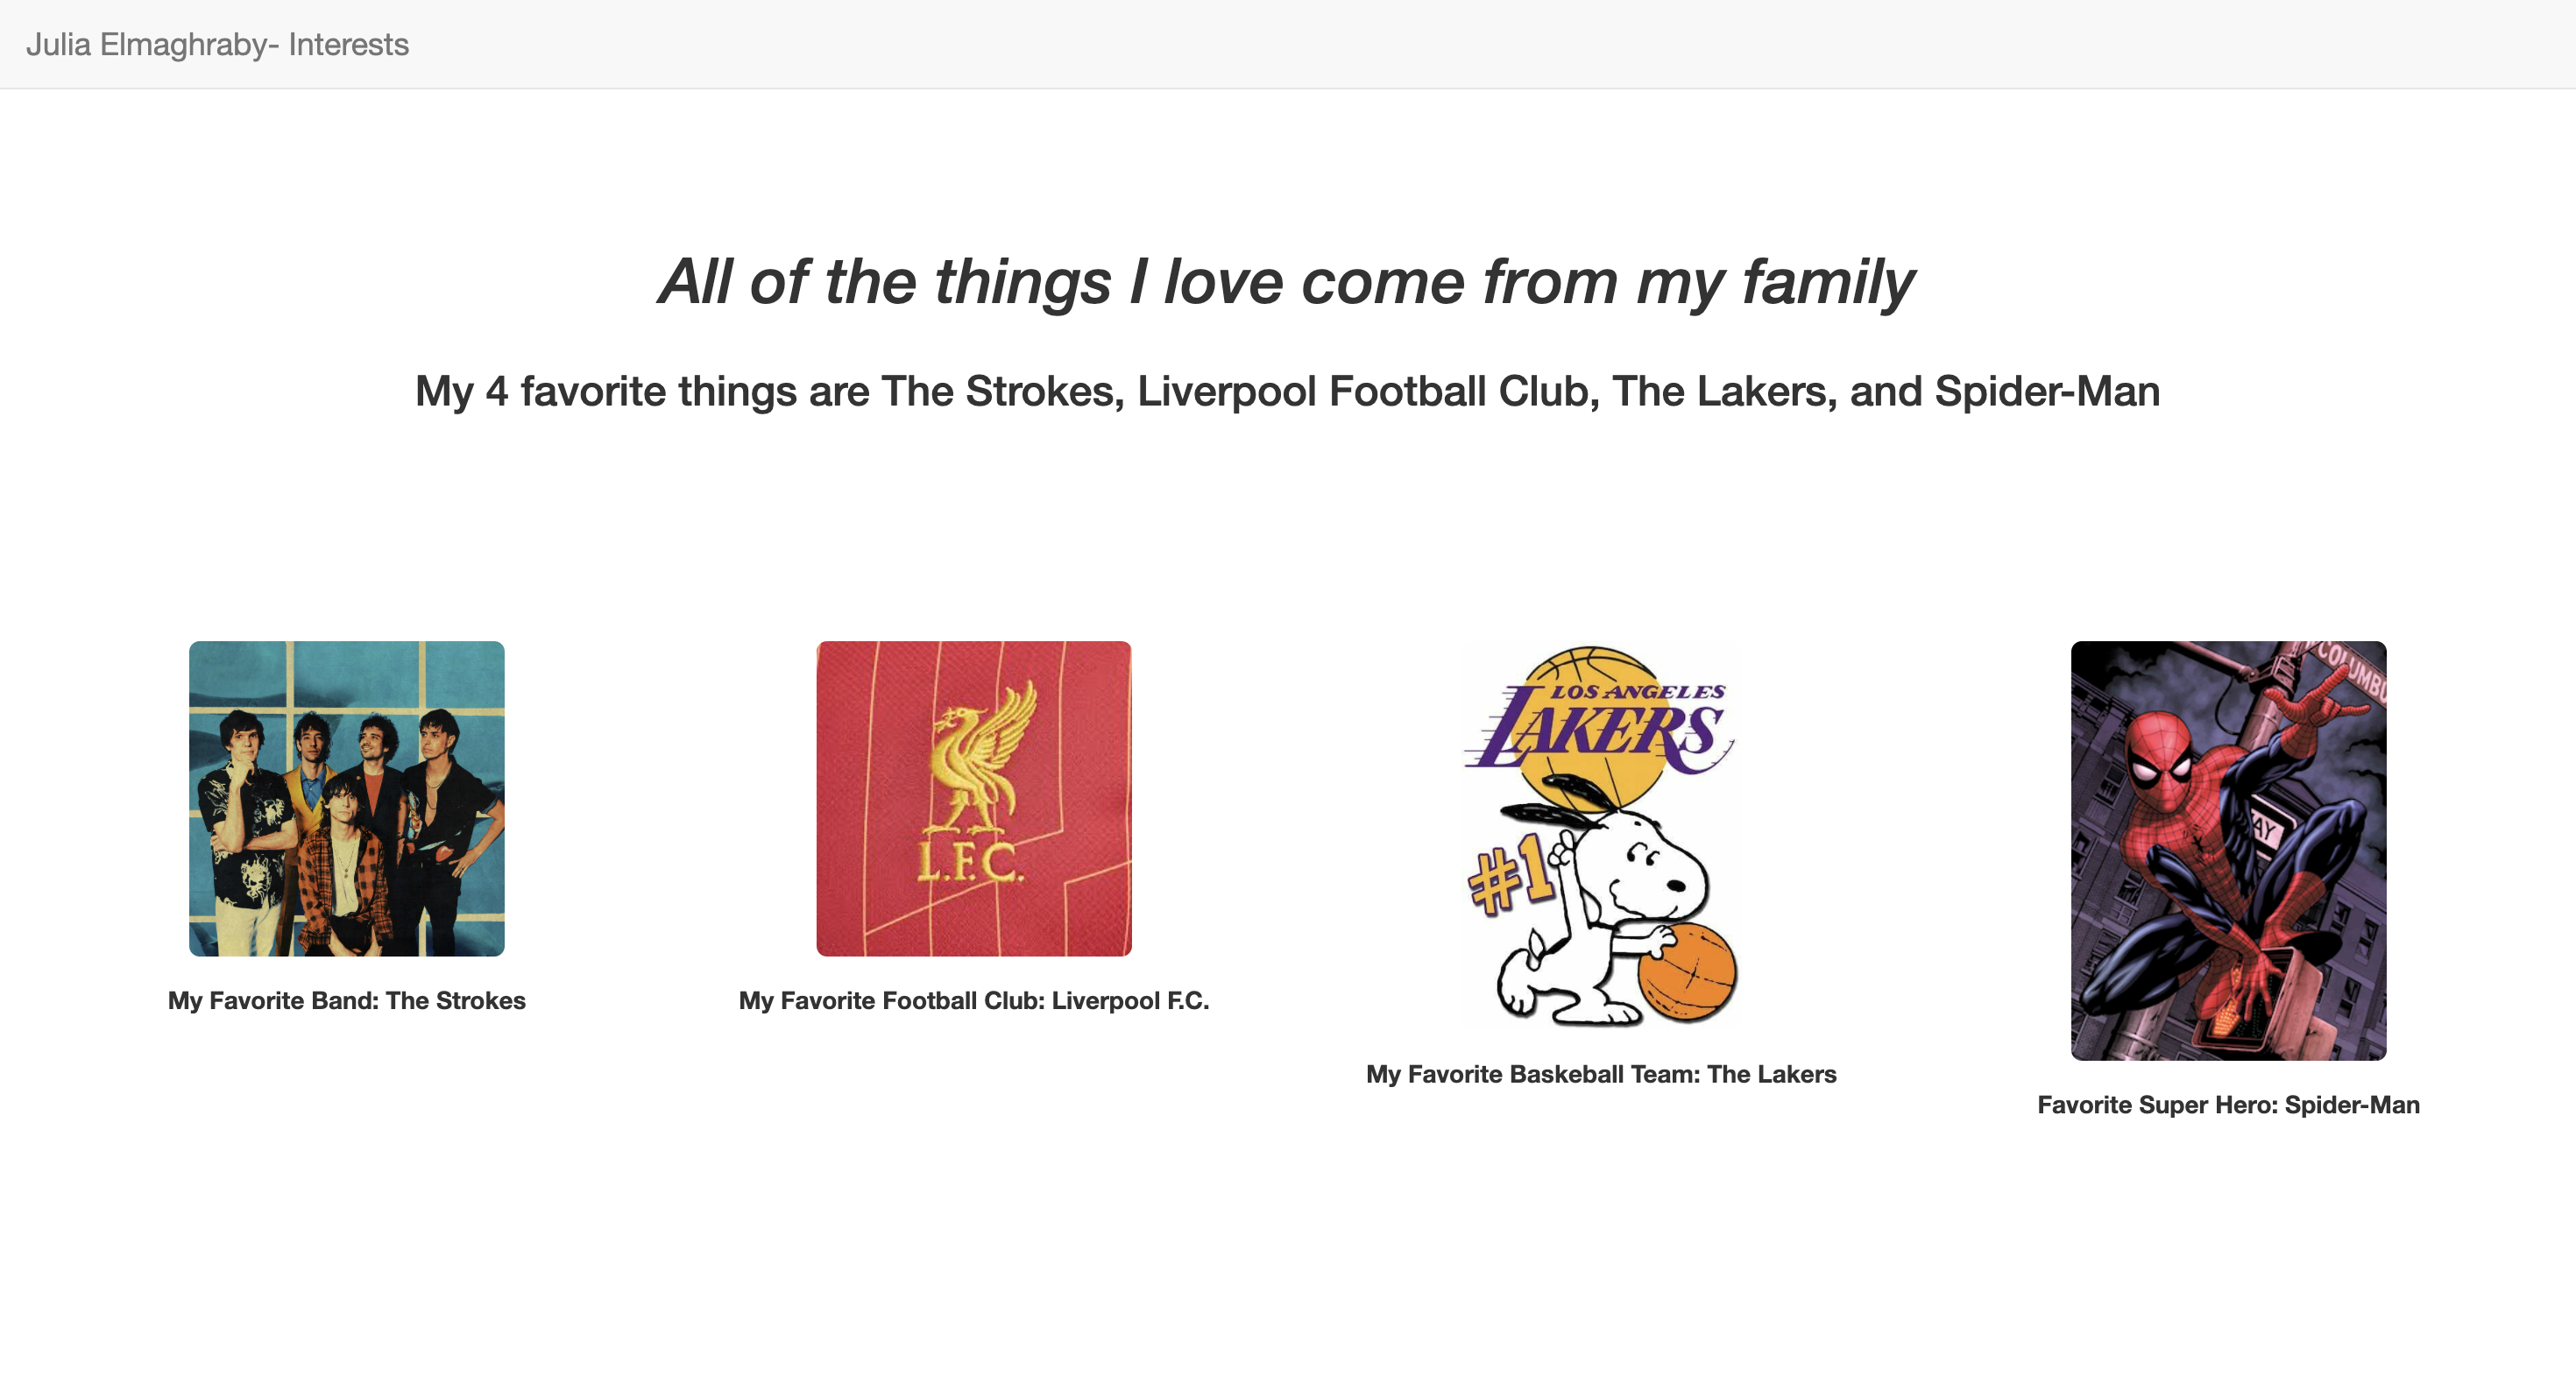 Julia Elmaghraby- Interests
All of the things I love come from my family
My 4 favorite things are The Strokes, Liverpool Football Club, The Lakers, and Spider-Man
L.F.C.
LOS ANGELES
LAKERS
#1
COLUMBU
AY
My Favorite Band: The Strokes
My Favorite Football Club: Liverpool F.C.
My Favorite Baskeball Team: The Lakers
Favorite Super Hero: Spider-Man